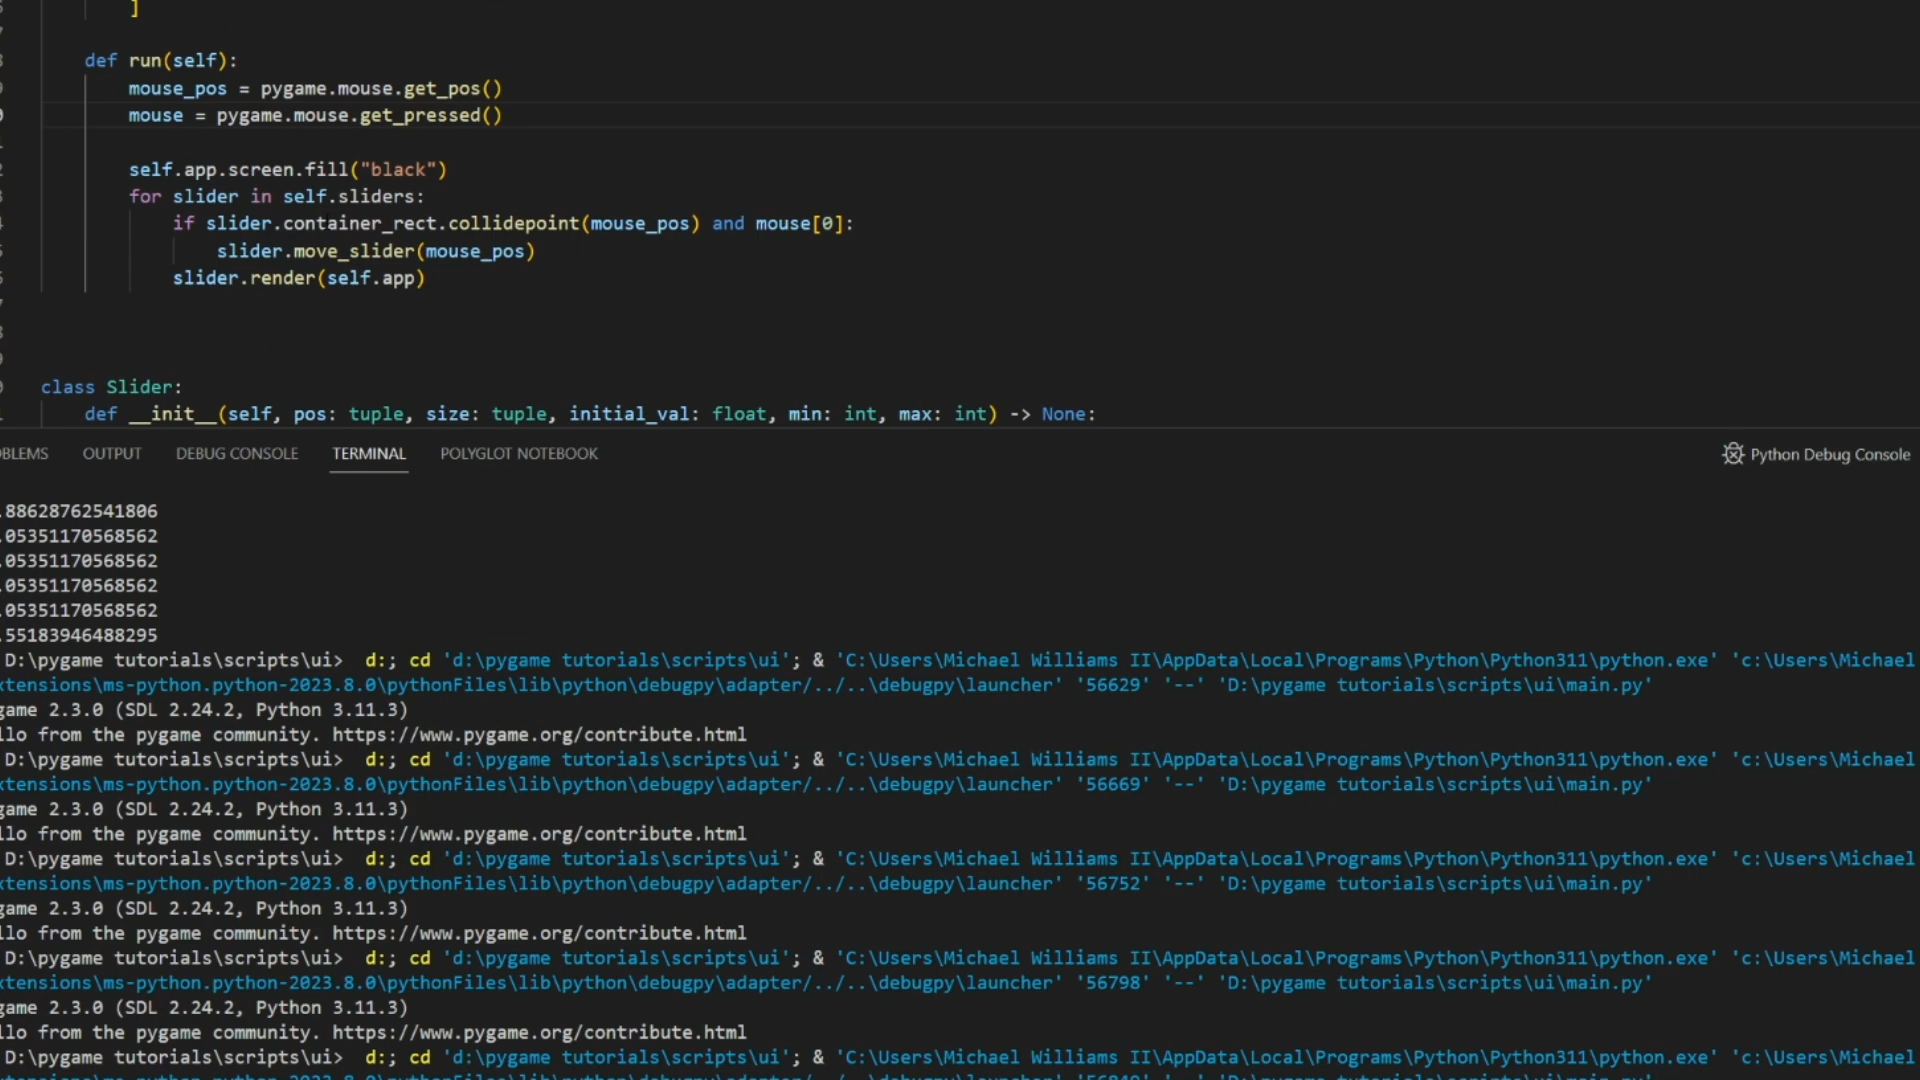 ]
def run(self):
mouse_pos = pygame.mouse.get_pos()
mouse = pygame.mouse.get_pressed()
self.app.screen.fill("black")
for slider in self.sliders:
if slider.container_rect.collidepoint(mouse_pos) and mouse[0]:
slider.move_slider(mouse_pos)
slider.render(self.app)
class Slider:
def __init__(self, pos: tuple, size: tuple, initial_val: float, min: int, max: int) -> None:
OBLEMS OUTPUT DEBUG CONSOLE TERMINAL POLYGLOT NOTEBOOK Python Debug Console
.88628762541806
.05351170568562
.05351170568562
.05351170568562
.05351170568562
.55183946488295
D:\pygame tutorials\scripts\ui> d:; cd 'd:\pygame tutorials\scripts\ui'; & 'C:\Users\Michael Williams II\AppData\Local\Programs\Python\Python311\python.exe' 'c:\Users\Michael
xtensions\ms-python.python-2023.8.0\pythonFiles\lib\python\debugpy\adapter/../..\debugpy\launcher' '56629' '--' 'D:\pygame tutorials\scripts\ui\main.py'
game 2.3.0 (SDL 2.24.2, Python 3.11.3)
llo from the pygame community. https://www.pygame.org/contribute.html
D:\pygame tutorials\scripts\ui> d:; cd 'd:\pygame tutorials\scripts\ui'; & 'C:\Users\Michael Williams II\AppData\Local\Programs\Python\Python311\python.exe' 'c:\Users\Michael
xtensions\ms-python.python-2023.8.0\pythonFiles\lib\python\debugpy\adapter/../..\debugpy\launcher' '56669' '--' 'D:\pygame tutorials\scripts\ui\main.py'
game 2.3.0 (SDL 2.24.2, Python 3.11.3)
llo from the pygame community. https://www.pygame.org/contribute.html
D:\pygame tutorials\scripts\ui> d:; cd 'd:\pygame tutorials\scripts\ui'; & 'C:\Users\Michael Williams II\AppData\Local\Programs\Python\Python311\python.exe' 'c:\Users\Michael
xtensions\ms-python.python-2023.8.0\pythonFiles\lib\python\debugpy\adapter/../..\debugpy\launcher' '56752' '--' 'D:\pygame tutorials\scripts\ui\main.py'
game 2.3.0 (SDL 2.24.2, Python 3.11.3)
llo from the pygame community. https://www.pygame.org/contribute.html
D:\pygame tutorials\scripts\ui> d:; cd 'd:\pygame tutorials\scripts\ui'; & 'C:\Users\Michael Williams II\AppData\Local\Programs\Python\Python311\python.exe' 'c:\Users\Michael
xtensions\ms-python.python-2023.8.0\pythonFiles\lib\python\debugpy\adapter/../..\debugpy\launcher' '56798' '--' 'D:\pygame tutorials\scripts\ui\main.py'
game 2.3.0 (SDL 2.24.2, Python 3.11.3)
llo from the pygame community. https://www.pygame.org/contribute.html
D:\pygame tutorials\scripts\ui> d:; cd 'd:\pygame tutorials\scripts\ui'; & 'C:\Users\Michael Williams II\AppData\Local\Programs\Python\Python311\python.exe' 'c:\Users\Michael